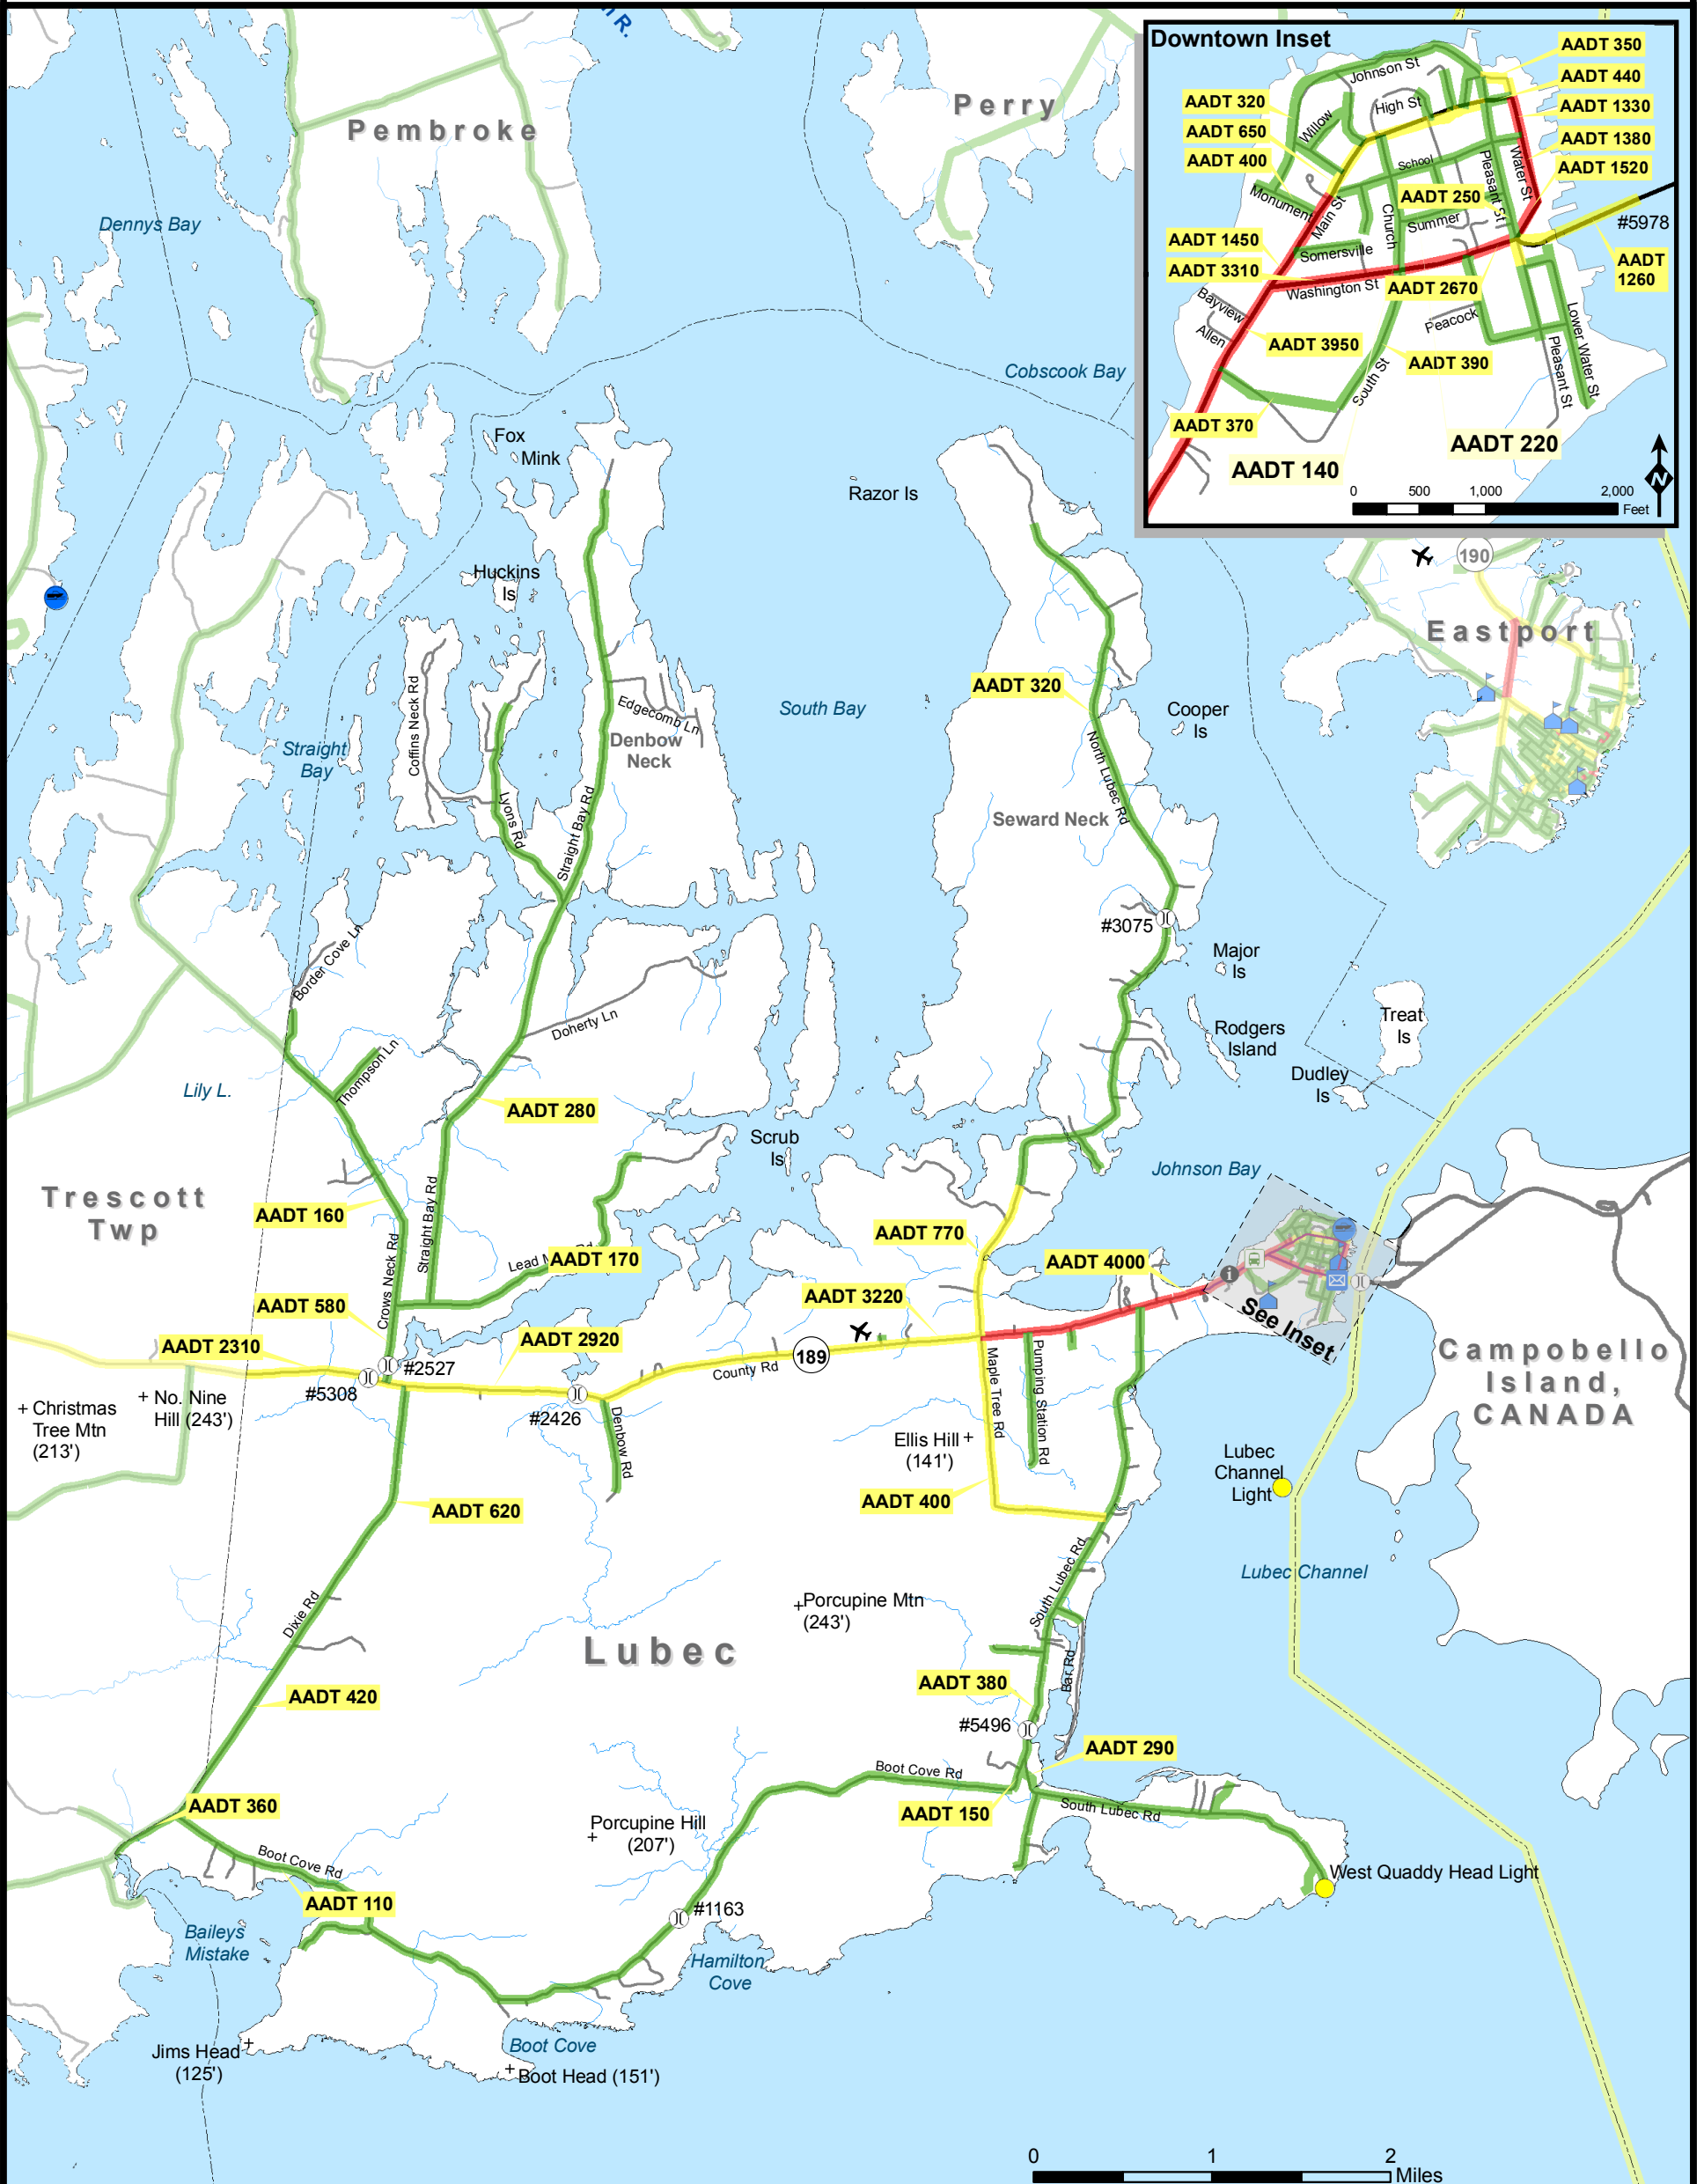 Downtown Inset
AADT 350
Johnson St
AADT 440
AADT 320
High St
AADT 1330
Willow
AADT 650
AADT 1380
AADT 400
School
Pleasant St
Water St
AADT 1520
Monument
Main St
AADT 250
Church
Summer
#5978
AADT 1450
Somersville
AADT
1260
AADT 3310
Washington St
AADT 2670
Bayview
Peacock
Lower Water St
Allen
AADT 3950
AADT 390
Pleasant St
South St
AADT 370
AADT 220
AADT 140
N
0
500
1,000
2,000
Feet
Pembroke
Perry
Dennys Bay
Cobscook Bay
Fox
Mink
Razor Is
190
Huckins
Is
Eastport
Coffins Neck Rd
AADT 320
Edgecomb Ln
South Bay
Cooper
Is
Denbow
Neck
Straight
Bay
North Lubec Rd
Lyons Rd
Straight Bay Rd
Seward Neck
#3075
Border Cove Ln
Major
Is
Doherty Ln
Treat
Is
Rodgers
Island
Thompson Ln
Dudley
Is
Lily L.
AADT 280
Scrub
Is
Johnson Bay
Trescott
Twp
AADT 160
Straight Bay Rd
AADT 770
Crows Neck Rd
Lead
AADT 170
AADT 4000
AADT 580
AADT 3220
See Inset
AADT 2310
AADT 2920
189
County Rd
Campobello
Island,
CANADA
#2527
#5308
Maple Tree Rd
Pumping Station Rd
No. Nine
Hill (243')
Christmas
Tree Mtn
(213')
#2426
Denbow Rd
Ellis Hill
(141')
Lubec
Channel
Light
AADT 400
AADT 620
South Lubec Rd
Lubec Channel
Dixie Rd
Porcupine Mtn
(243')
Lubec
Bar Rd
AADT 380
AADT 420
#5496
AADT 290
Boot Cove Rd
AADT 360
AADT 150
South Lubec Rd
Porcupine Hill
(207')
Boot Cove Rd
West Quaddy Head Light
AADT 110
#1163
Baileys
Mistake
Hamilton
Cove
Jims Head
(125')
Boot Cove
Boot Head (151')
0
1
2
Miles